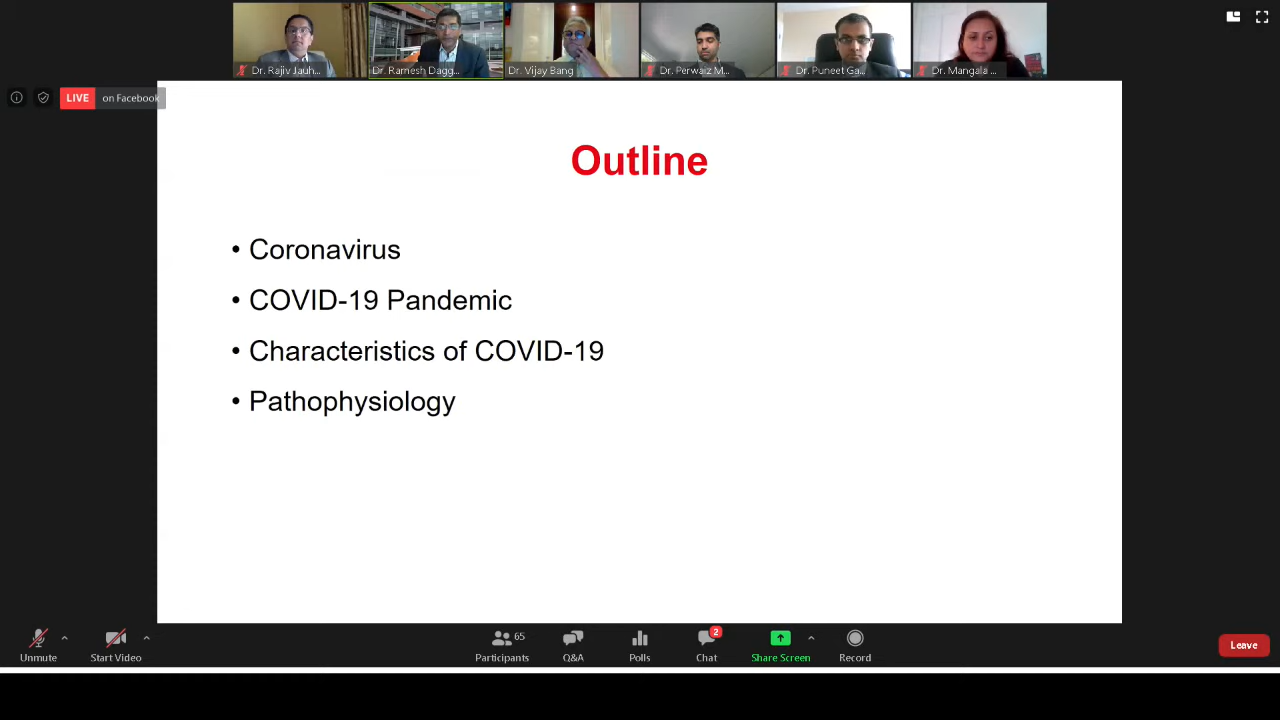 Dr. Rajiv Jauh...
Dr. Ramesh Dagg...
Dr. Vijay Bang
Dr. Perwaiz M...
Dr. Puneet Ga...
Dr. Mangala ...
LIVE on Facebook
Outline
• Coronavirus
• COVID-19 Pandemic
• Characteristics of COVID-19
• Pathophysiology
65
2
Unmute
Start Video
Participants
Q&A
Polls
Chat
Share Screen
Record
Leave